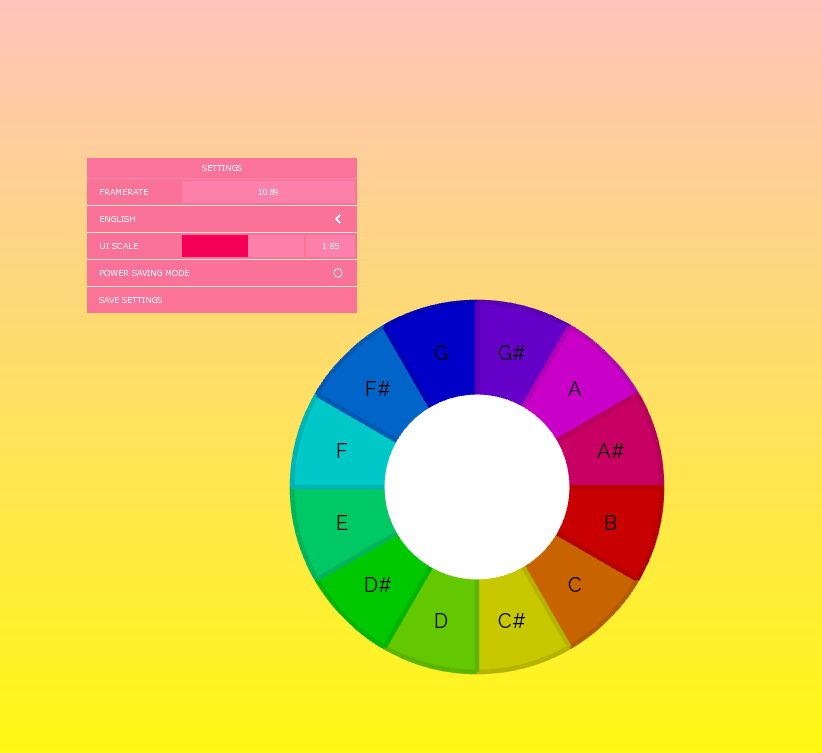 SETTINGS
FRAMERATE 10.89
ENGLISH
UI SCALE 1.85
POWER SAVING MODE
SAVE SETTINGS
G G#
F# A
F A#
E B
D# C
D C#